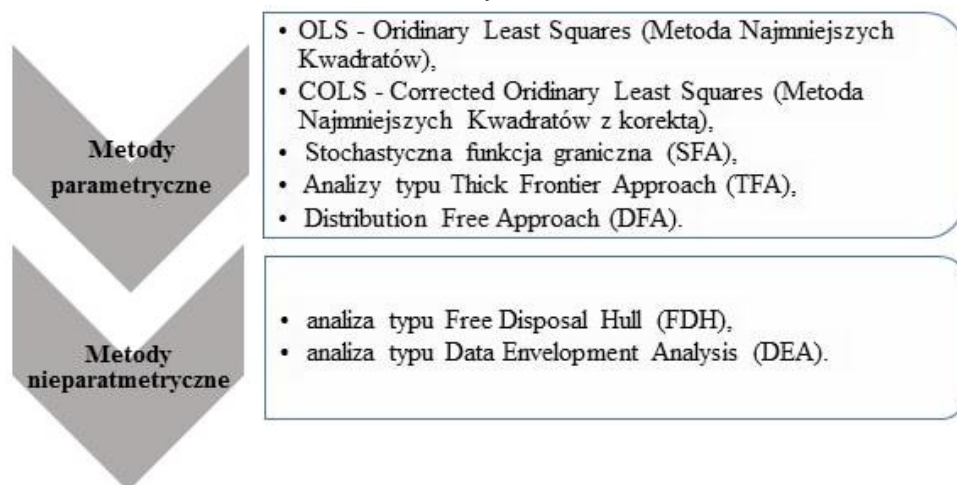 Metody
parametryczne
• OLS - Oridinary Least Squares (Metoda Najmniejszych
Kwadratów),
• COLS - Corrected Oridinary Least Squares (Metoda
Najmniejszych Kwadratów z korektą),
• Stochastyczna funkcja graniczna (SFA),
• Analizy typu Thick Frontier Approach (TFA),
• Distribution Free Approach (DFA).
Metody
nieparatmetryczne
• analiza typu Free Disposal Hull (FDH),
• analiza typu Data Envelopment Analysis (DEA).